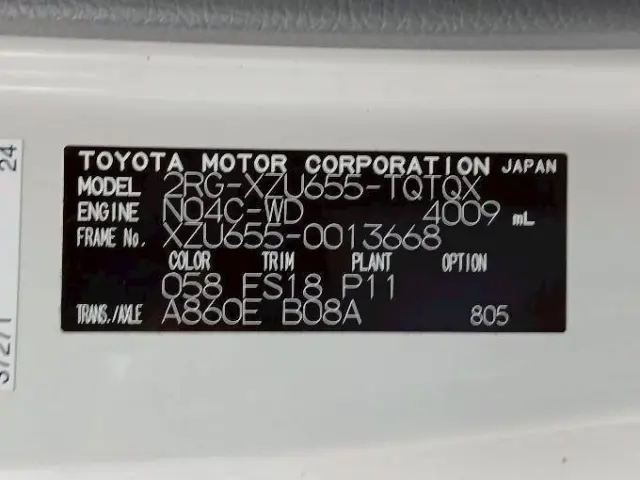 TOYOTA MOTOR CORPORATION JAPAN
MODEL 2RG-XZU655-TQTQX
ENGINE N04C-WD 4009 mL
FRAME No. XZU655-0013668
COLOR TRIM PLANT OPTION
058 FS18 P11
TRANS./AXLE A860E B08A 805
24